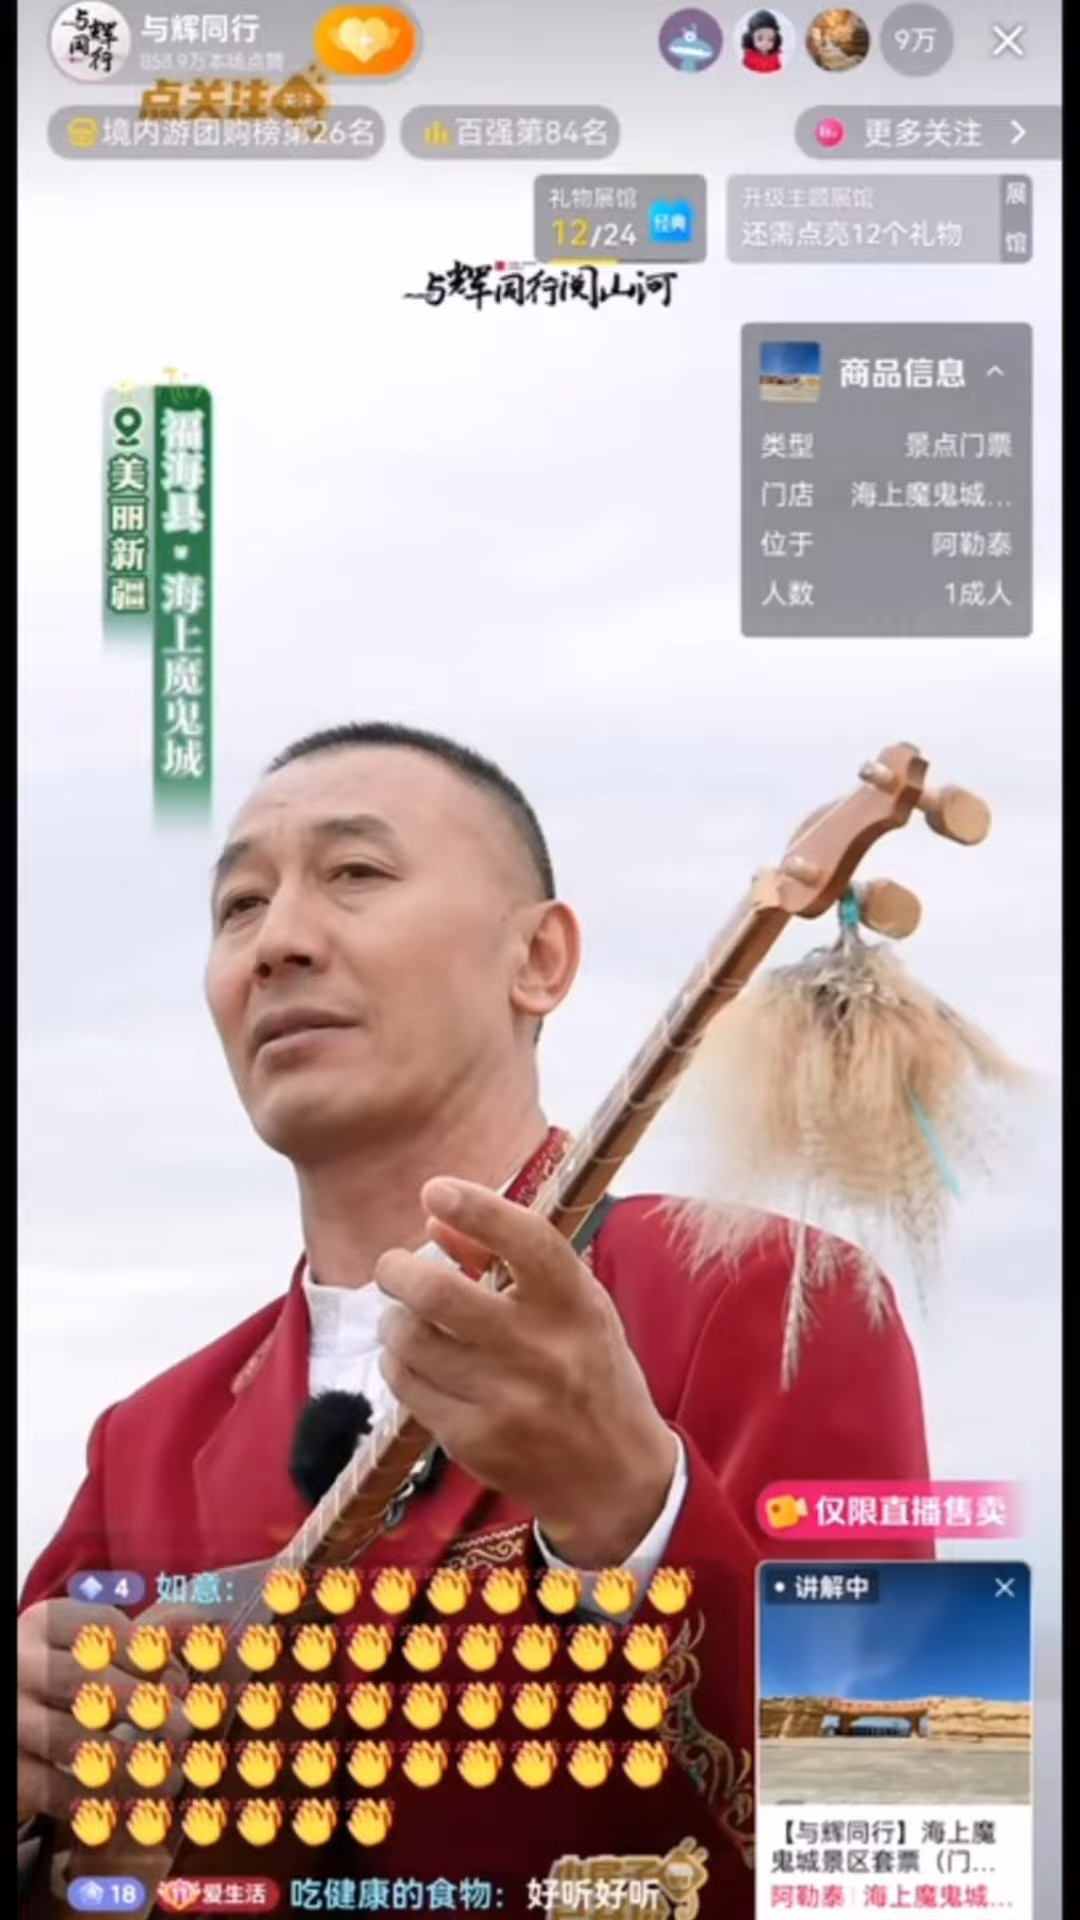 与辉同行
与辉同行
858.9万本场点赞
9万
点关注
关注
境内游团购榜第26名
百强第84名
更多关注
礼物展馆
12/24
经典
升级主题展馆
还需点亮12个礼物
展馆
与辉同行阅山河
商品信息
类型 景点门票
门店 海上魔鬼城...
位于 阿勒泰
人数 1成人
美丽新疆
福海县·海上魔鬼城
仅限直播售卖
4 如意：👏👏👏👏👏👏👏👏
👏👏👏👏👏👏👏👏👏👏👏
👏👏👏👏👏👏👏👏👏👏👏
👏👏👏👏👏👏👏👏👏👏👏
👏👏👏👏👏👏
18 爱生活 吃健康的食物：好听好听
讲解中
【与辉同行】海上魔
鬼城景区套票（门...
阿勒泰 海上魔鬼城...